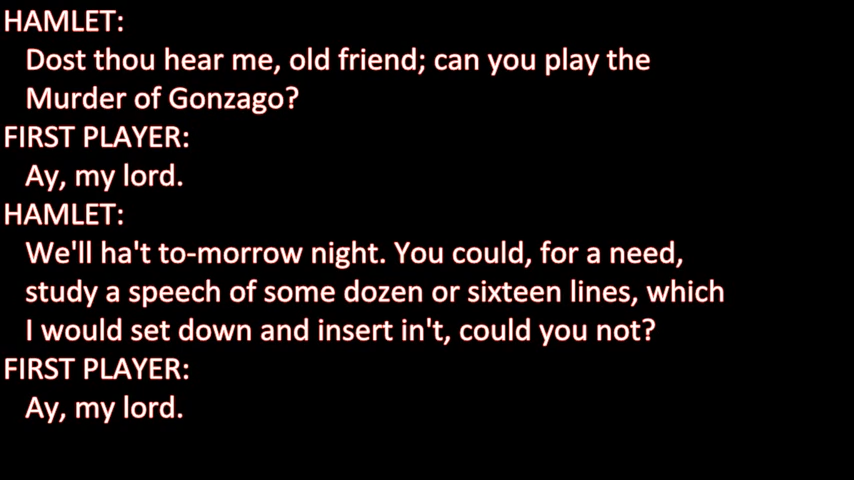 HAMLET:
Dost thou hear me, old friend; can you play the
Murder of Gonzago?
FIRST PLAYER:
Ay, my lord.
HAMLET:
We'll ha't to-morrow night. You could, for a need,
study a speech of some dozen or sixteen lines, which
I would set down and insert in't, could you not?
FIRST PLAYER:
Ay, my lord.